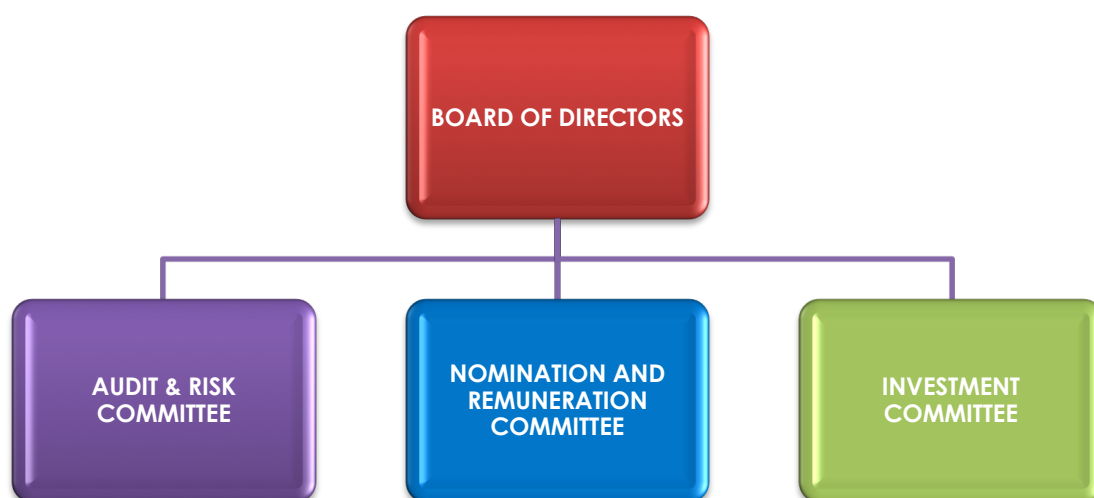 BOARD OF DIRECTORS
AUDIT & RISK
COMMITTEE
NOMINATION AND
REMUNERATION
COMMITTEE
INVESTMENT
COMMITTEE